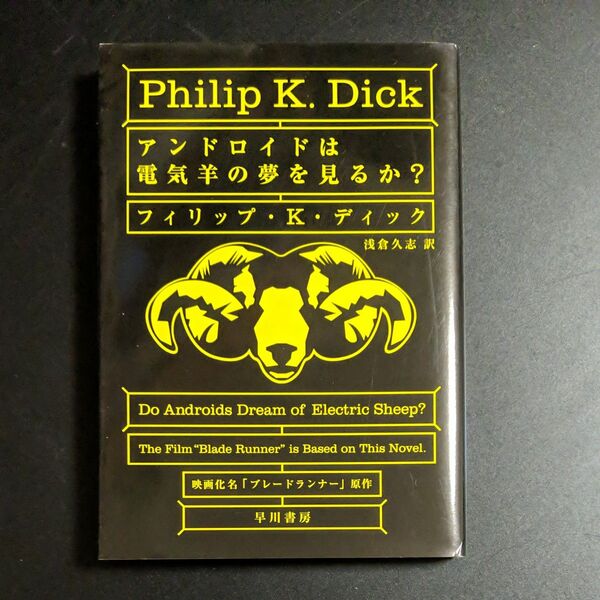 Philip K. Dick
アンドロイドは
電気羊の夢を見るか?
フィリップ・K・ディック
浅倉久志 訳
Do Androids Dream of Electric Sheep?
The Film “Blade Runner” is Based on This Novel.
映画化名「ブレードランナー」原作
早川書房